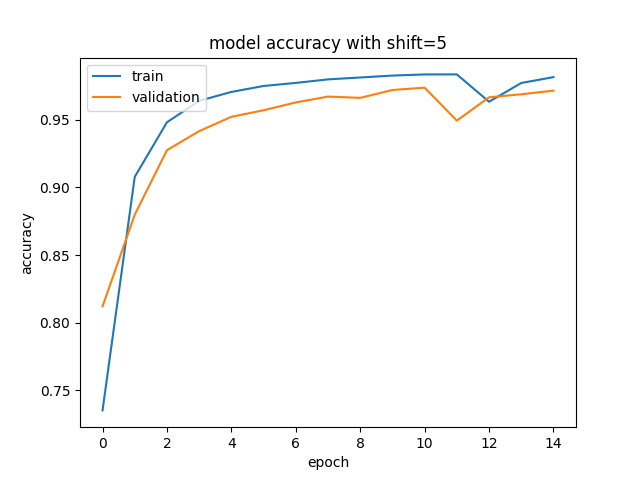 model accuracy with shift=5
train
validation
0.95
0.90
0.85
0.80
0.75
accuracy
0 2 4 6 8 10 12 14
epoch